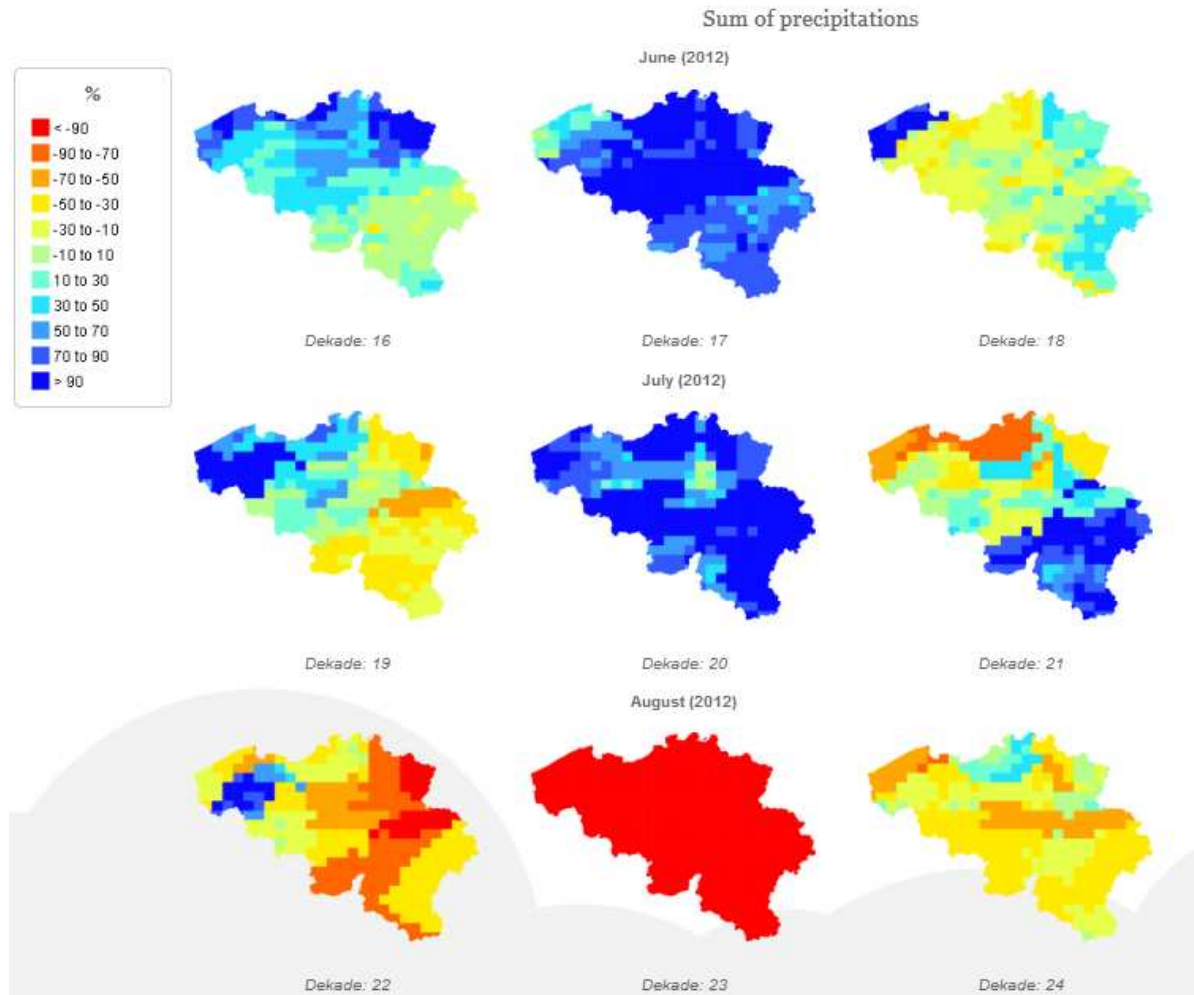 Sum of precipitations
June (2012)
%
< -90
-90 to -70
-70 to -50
-50 to -30
-30 to -10
-10 to 10
10 to 30
30 to 50
50 to 70
70 to 90
> 90
Dekade: 16
Dekade: 17
Dekade: 18
July (2012)
Dekade: 19
Dekade: 20
Dekade: 21
August (2012)
Dekade: 22
Dekade: 23
Dekade: 24